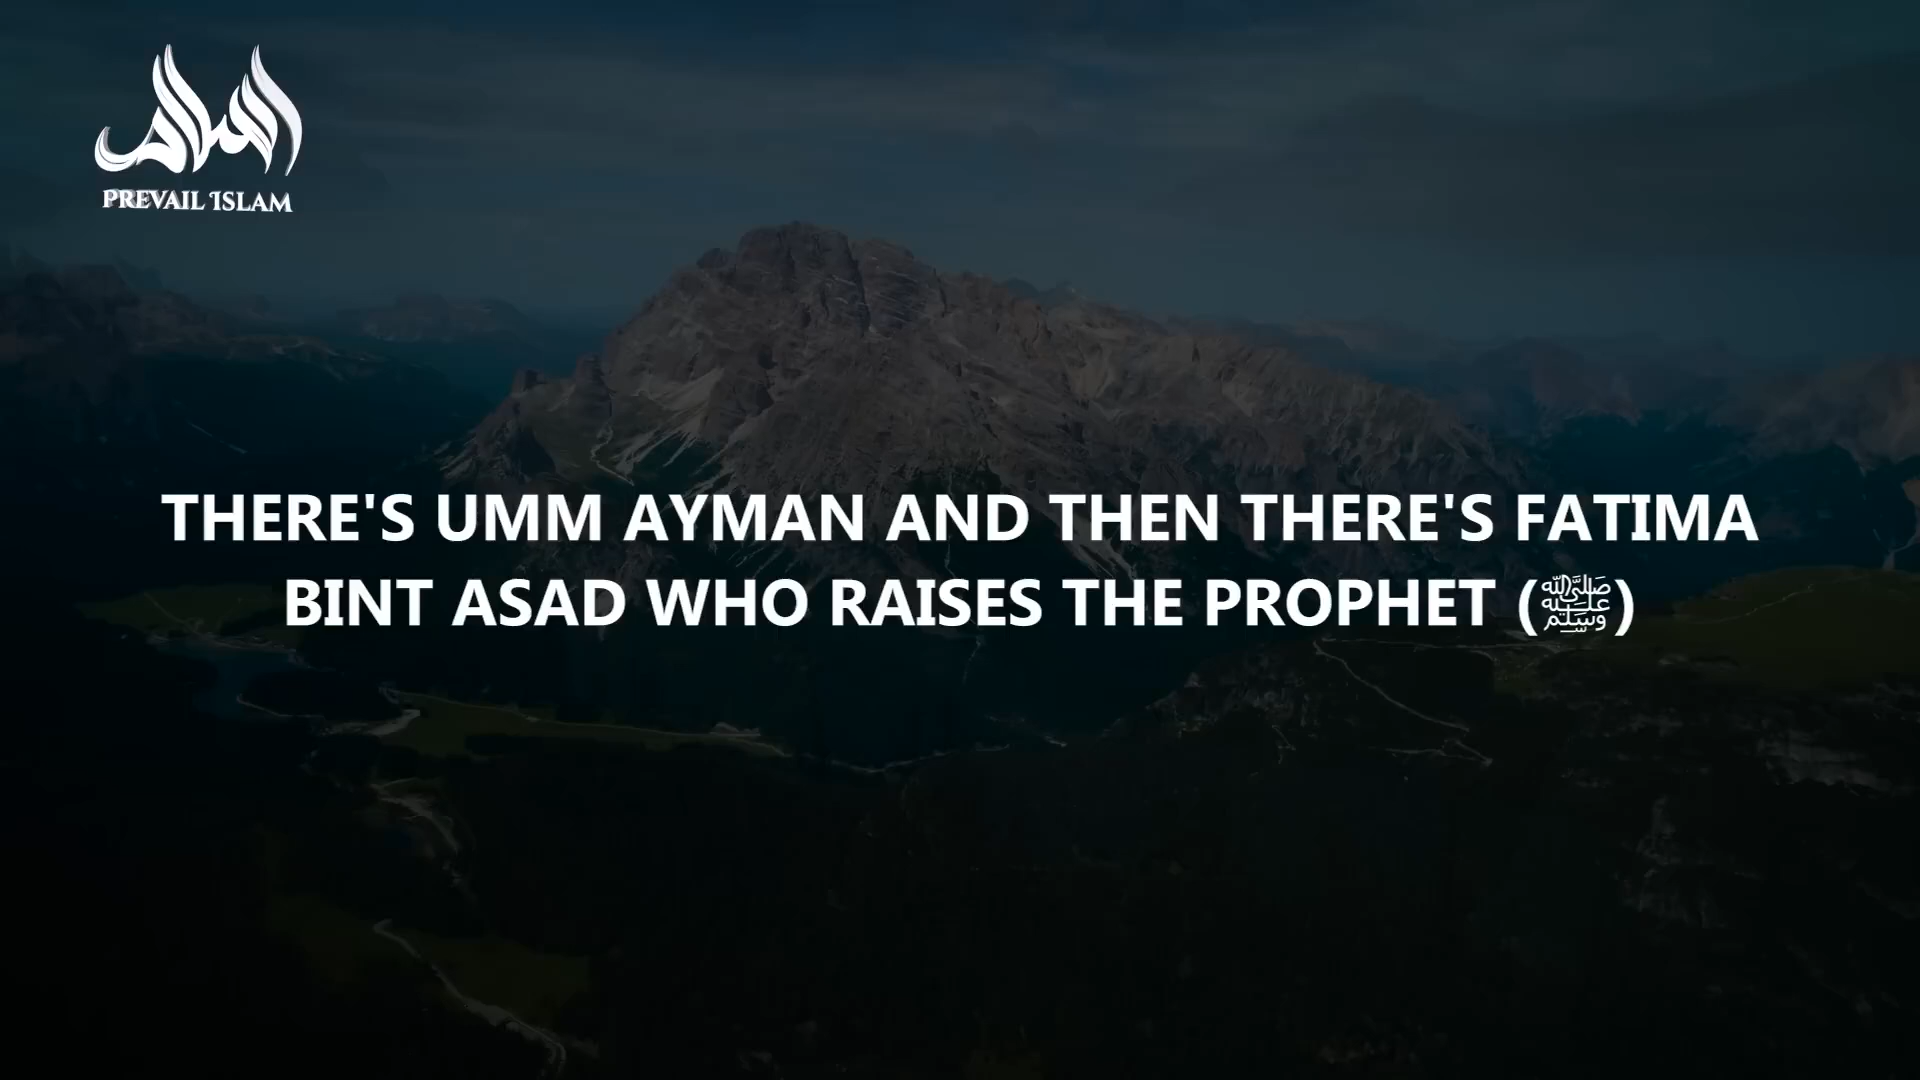 PREVAIL ISLAM
THERE'S UMM AYMAN AND THEN THERE'S FATIMA
BINT ASAD WHO RAISES THE PROPHET (ﷺ)